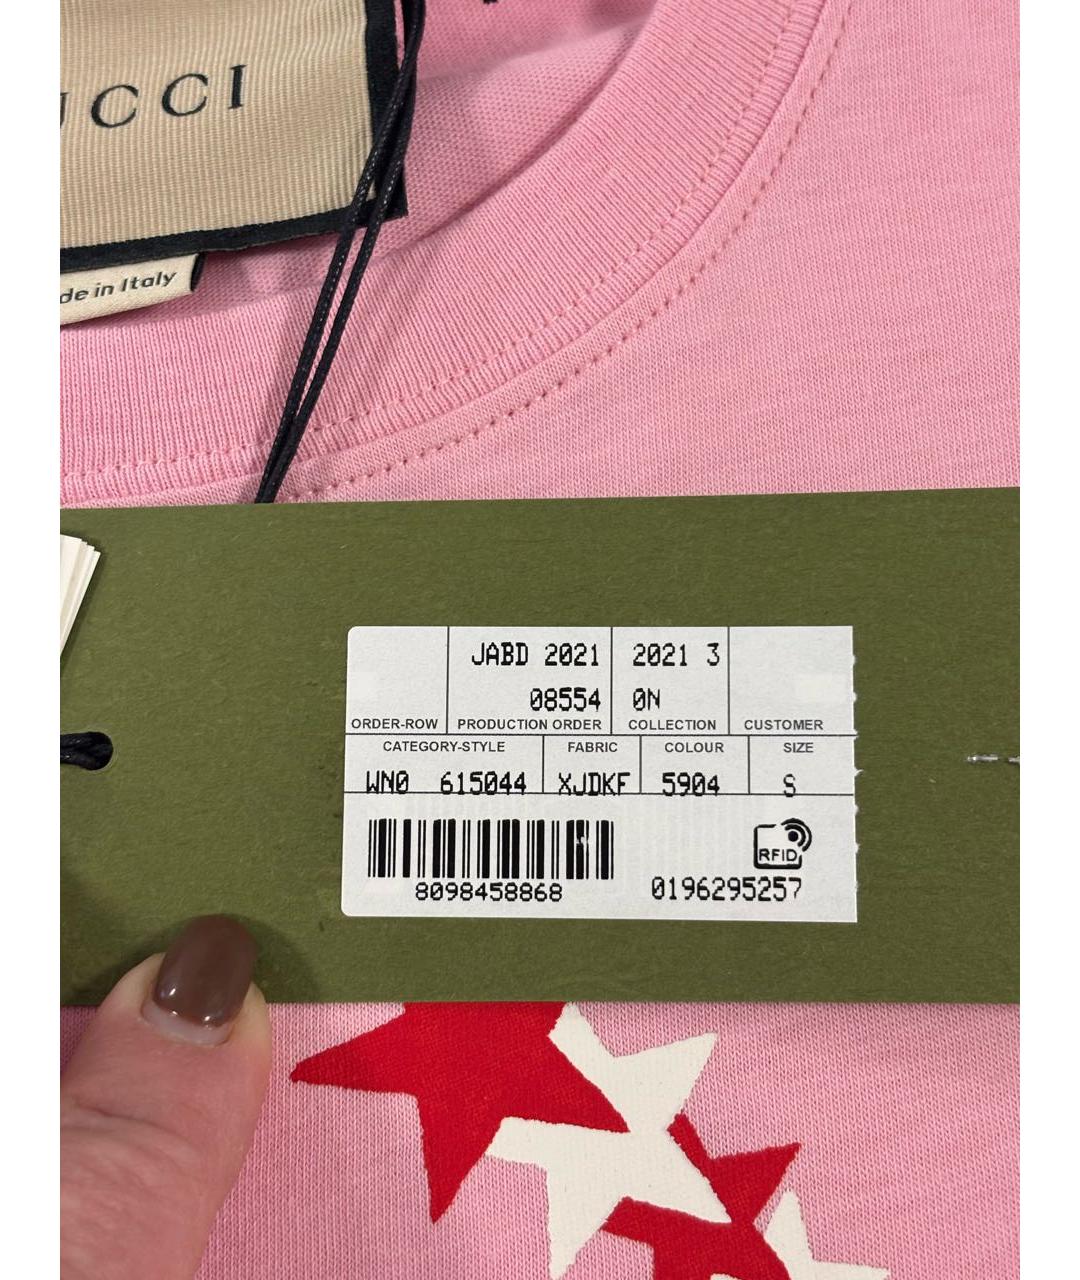 UCCI
de in Italy
JABD 2021 2021 3
08554 0N
ORDER-ROW PRODUCTION ORDER COLLECTION CUSTOMER
CATEGORY-STYLE FABRIC COLOUR SIZE
WN0 615044 XJDKF 5904 S
RFID
8098458868 0196295257